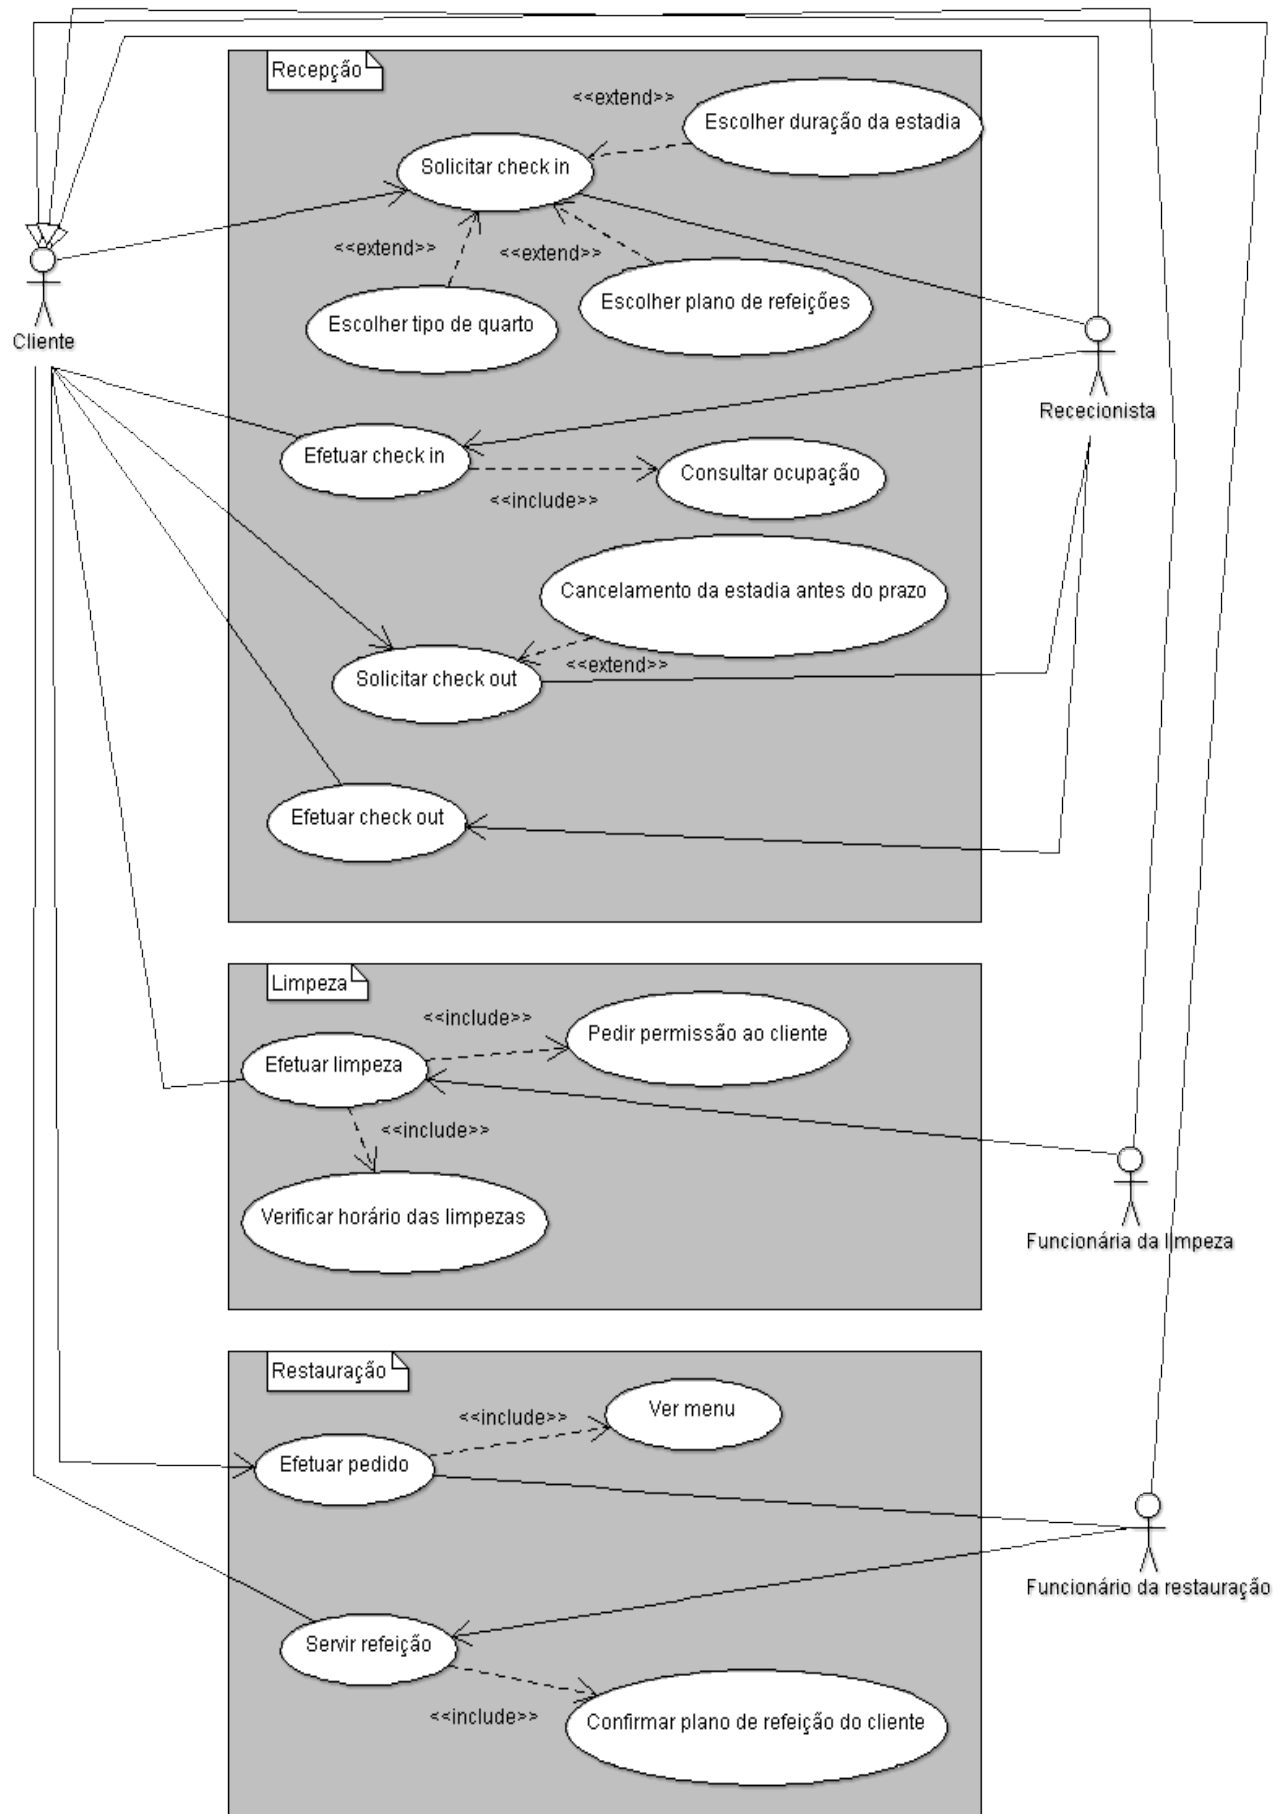 Recepção
<<extend>>
Escolher duração da estadia
Solicitar check in
<<extend>>
<<extend>>
Escolher tipo de quarto
Escolher plano de refeições
Cliente
Rececionista
Efetuar check in
Consultar ocupação
<<include>>
Cancelamento da estadia antes do prazo
<<extend>>
Solicitar check out
Efetuar check out
Limpeza
<<include>>
Pedir permissão ao cliente
Efetuar limpeza
<<include>>
Verificar horário das limpezas
Funcionária da limpeza
Restauração
<<include>>
Ver menu
Efetuar pedido
Funcionário da restauração
Servir refeição
<<include>>
Confirmar plano de refeição do cliente